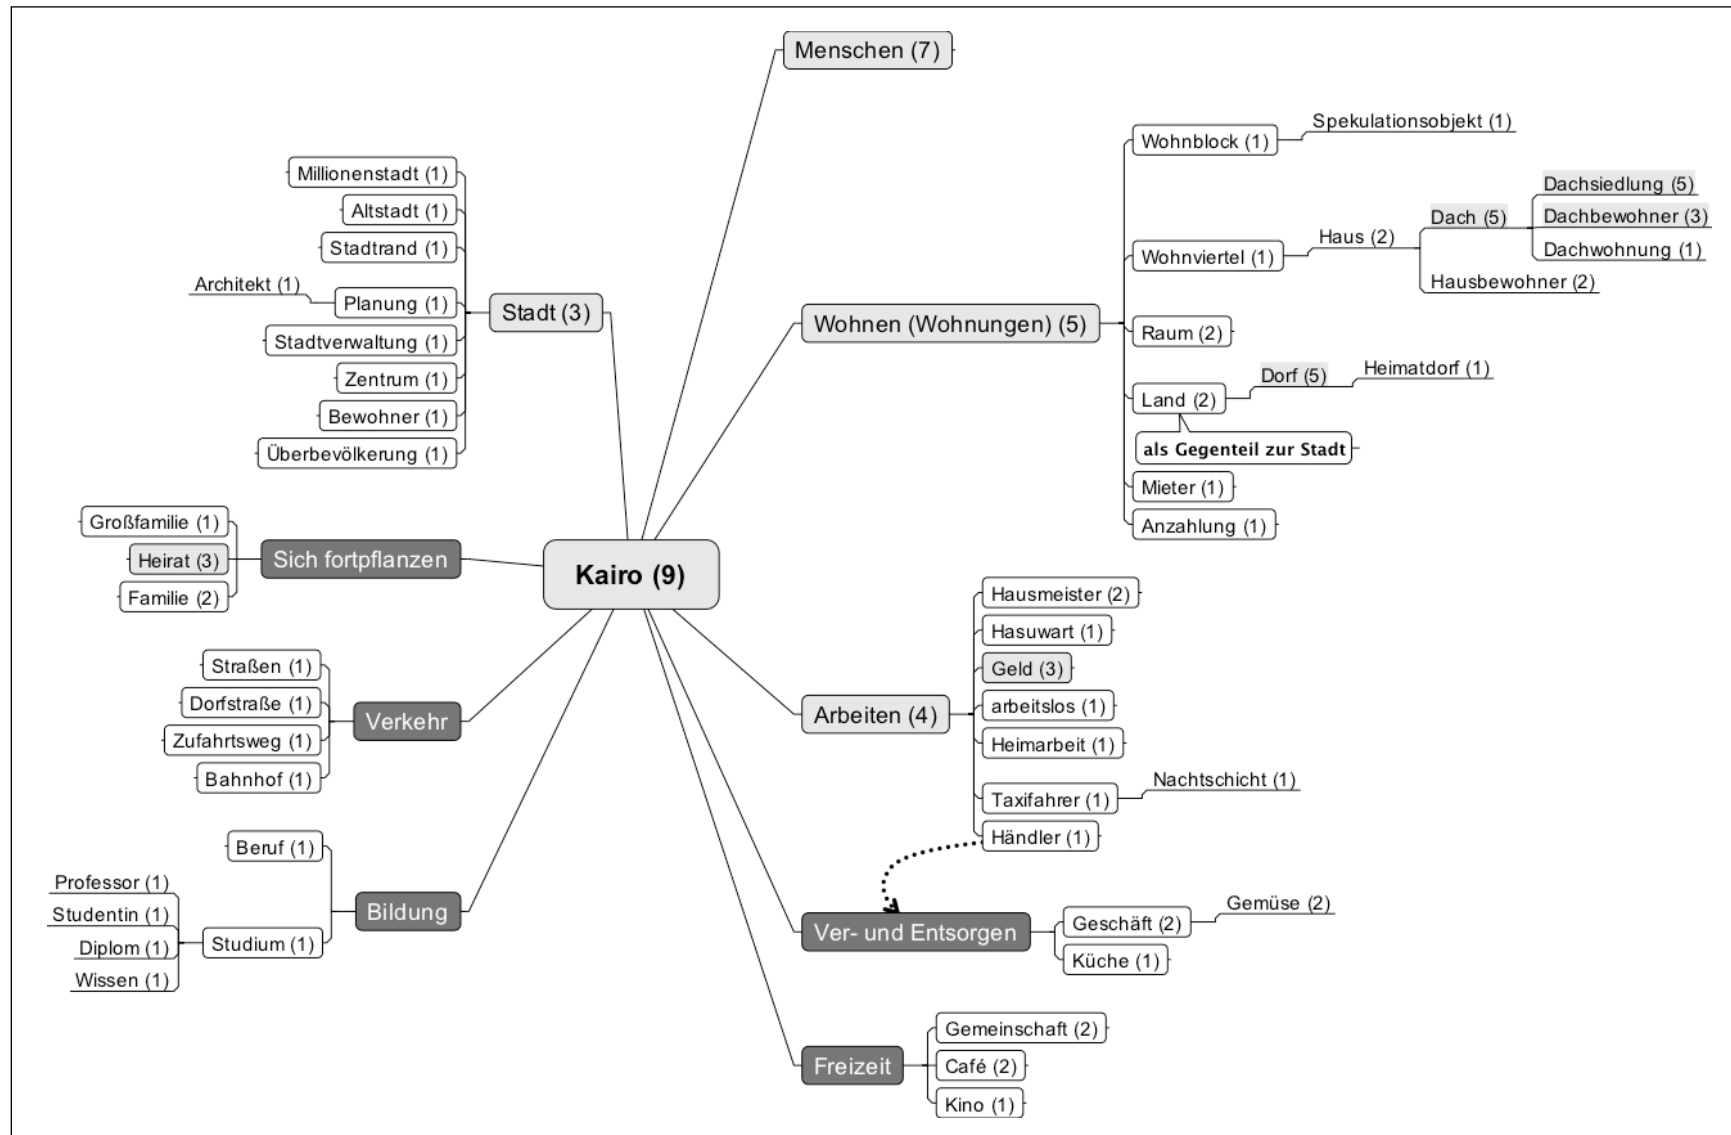 Menschen (7)
Wohnblock (1)
Spekulationsobjekt (1)
Wohnviertel (1)
Haus (2)
Dach (5)
Dachsiedlung (5)
Dachbewohner (3)
Dachwohnung (1)
Hausbewohner (2)
Wohnen (Wohnungen) (5)
Raum (2)
Land (2)
Dorf (5)
Heimatdorf (1)
als Gegenteil zur Stadt
Mieter (1)
Anzahlung (1)
Millionenstadt (1)
Altstadt (1)
Stadtrand (1)
Architekt (1)
Planung (1)
Stadt (3)
Stadtverwaltung (1)
Zentrum (1)
Bewohner (1)
Überbevölkerung (1)
Großfamilie (1)
Heirat (3)
Familie (2)
Sich fortpflanzen
Kairo (9)
Straßen (1)
Dorfstraße (1)
Zufahrtsweg (1)
Bahnhof (1)
Verkehr
Beruf (1)
Professor (1)
Studentin (1)
Diplom (1)
Wissen (1)
Studium (1)
Bildung
Arbeiten (4)
Hausmeister (2)
Hasuwart (1)
Geld (3)
arbeitslos (1)
Heimarbeit (1)
Taxifahrer (1)
Nachtschicht (1)
Händler (1)
Ver- und Entsorgen
Geschäft (2)
Gemüse (2)
Küche (1)
Freizeit
Gemeinschaft (2)
Café (2)
Kino (1)